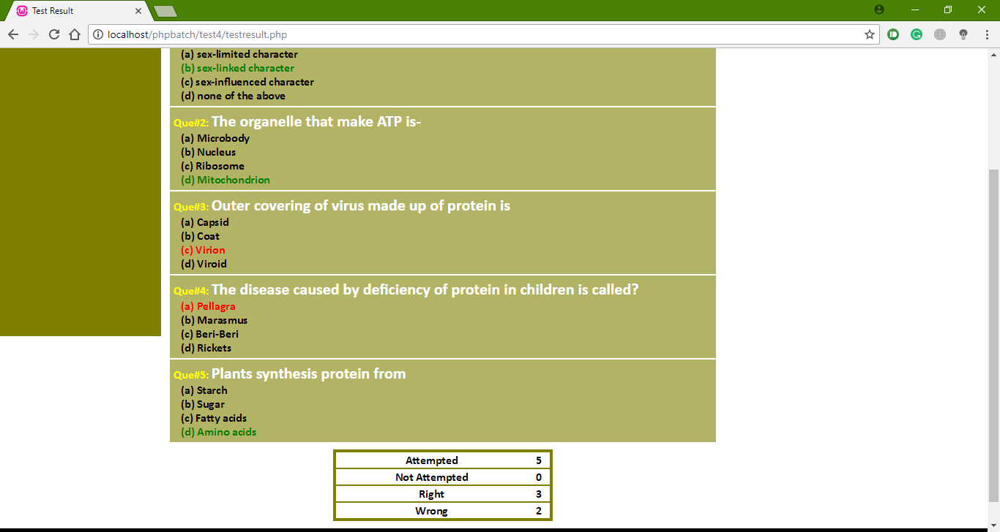 Test Result
localhost/phpbatch/test4/testresult.php
(a) sex-limited character
(b) sex-linked character
(c) sex-influenced character
(d) none of the above
Que#2: The organelle that make ATP is-
(a) Microbody
(b) Nucleus
(c) Ribosome
(d) Mitochondrion
Que#3: Outer covering of virus made up of protein is
(a) Capsid
(b) Coat
(c) Virion
(d) Viroid
Que#4: The disease caused by deficiency of protein in children is called?
(a) Pellagra
(b) Marasmus
(c) Beri-Beri
(d) Rickets
Que#5: Plants synthesis protein from
(a) Starch
(b) Sugar
(c) Fatty acids
(d) Amino acids
Attempted 5
Not Attempted 0
Right 3
Wrong 2